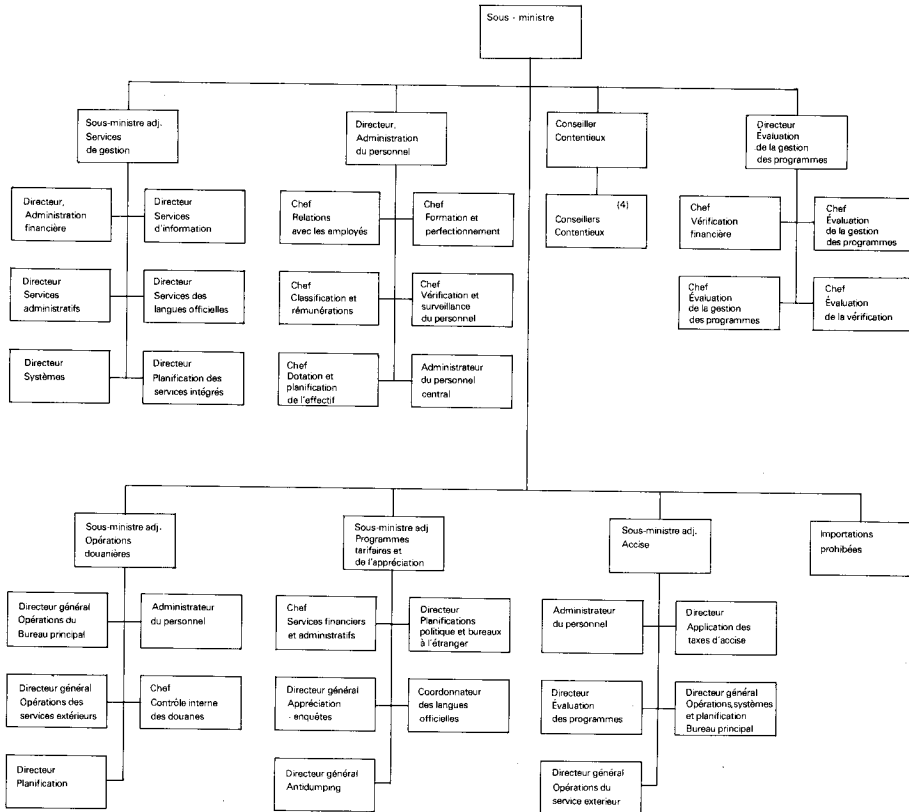 Sous - ministre
Sous-ministre adj.
Services
de gestion
Directeur,
Administration
du personnel
Conseiller
Contentieux
Directeur
Évaluation
de la gestion
des programmes
Directeur,
Administration
financière
Directeur
Services
d'information
Chef
Relations
avec les employés
Chef
Formation et
perfectionnement
(4)
Conseillers
Contentieux
Chef
Vérification
financière
Chef
Évaluation
de la gestion
des programmes
Directeur
Services
administratifs
Directeur
Services des
langues officielles
Chef
Classification et
rémunérations
Chef
Vérification et
surveillance
du personnel
Chef
Évaluation
de la gestion
des programmes
Chef
Évaluation
de la vérification
Directeur
Systèmes
Directeur
Planification des
services intégrés
Chef
Dotation et
planification
de l'effectif
Administrateur
du personnel
central
Sous-ministre adj.
Opérations
douanières
Sous-ministre adj
Programmes
tarifaires et
de l'appréciation
Sous-ministre adj.
Accise
Importations
prohibées
Directeur général
Opérations du
Bureau principal
Administrateur
du personnel
Chef
Services financiers
et administratifs
Directeur
Planifications
politique et bureaux
à l'étranger
Administrateur
du personnel
Directeur
Application des
taxes d'accise
Directeur général
Opérations des
services extérieurs
Chef
Contrôle interne
des douanes
Directeur général
Appréciation
- enquêtes
Coordonnateur
des langues
officielles
Directeur
Évaluation
des programmes
Directeur général
Opérations, systèmes
et planification
Bureau principal
Directeur
Planification
Directeur général
Antidumping
Directeur général
Opérations du
service exterieur